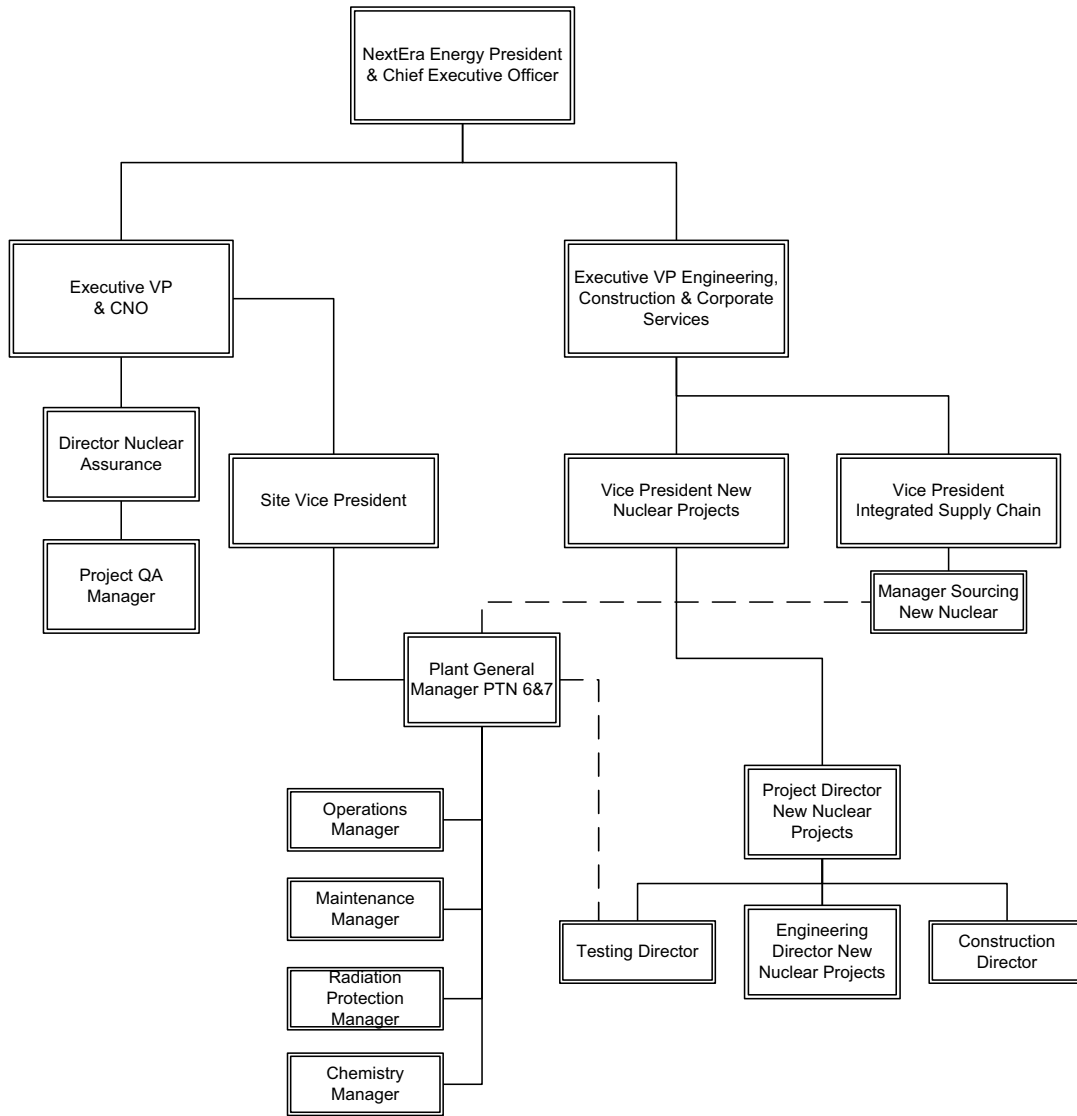 NextEra Energy President
& Chief Executive Officer
Executive VP
& CNO
Executive VP Engineering,
Construction & Corporate
Services
Director Nuclear
Assurance
Site Vice President
Vice President New
Nuclear Projects
Vice President
Integrated Supply Chain
Project QA
Manager
Manager Sourcing
New Nuclear
Plant General
Manager PTN 6&7
Operations
Manager
Project Director
New Nuclear
Projects
Maintenance
Manager
Testing Director
Engineering
Director New
Nuclear Projects
Construction
Director
Radiation
Protection
Manager
Chemistry
Manager